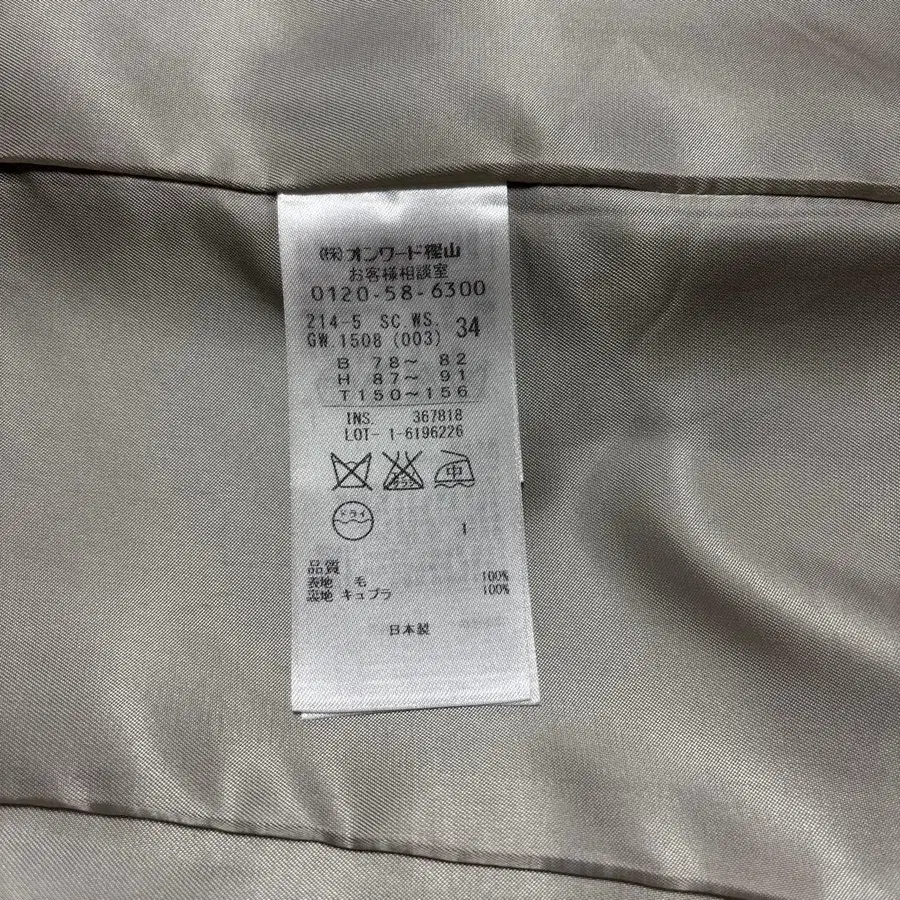 (株)オンワード樫山
お客様相談室
0120-58-6300
214-5 SC.WS. 34
GW.1508 (003)
B 78～ 82
H 87～ 91
T150～156
INS. 367818
LOT- 1-6196226
中
ドライ
1
品質
表地 毛 100%
裏地 キュプラ 100%
日本製